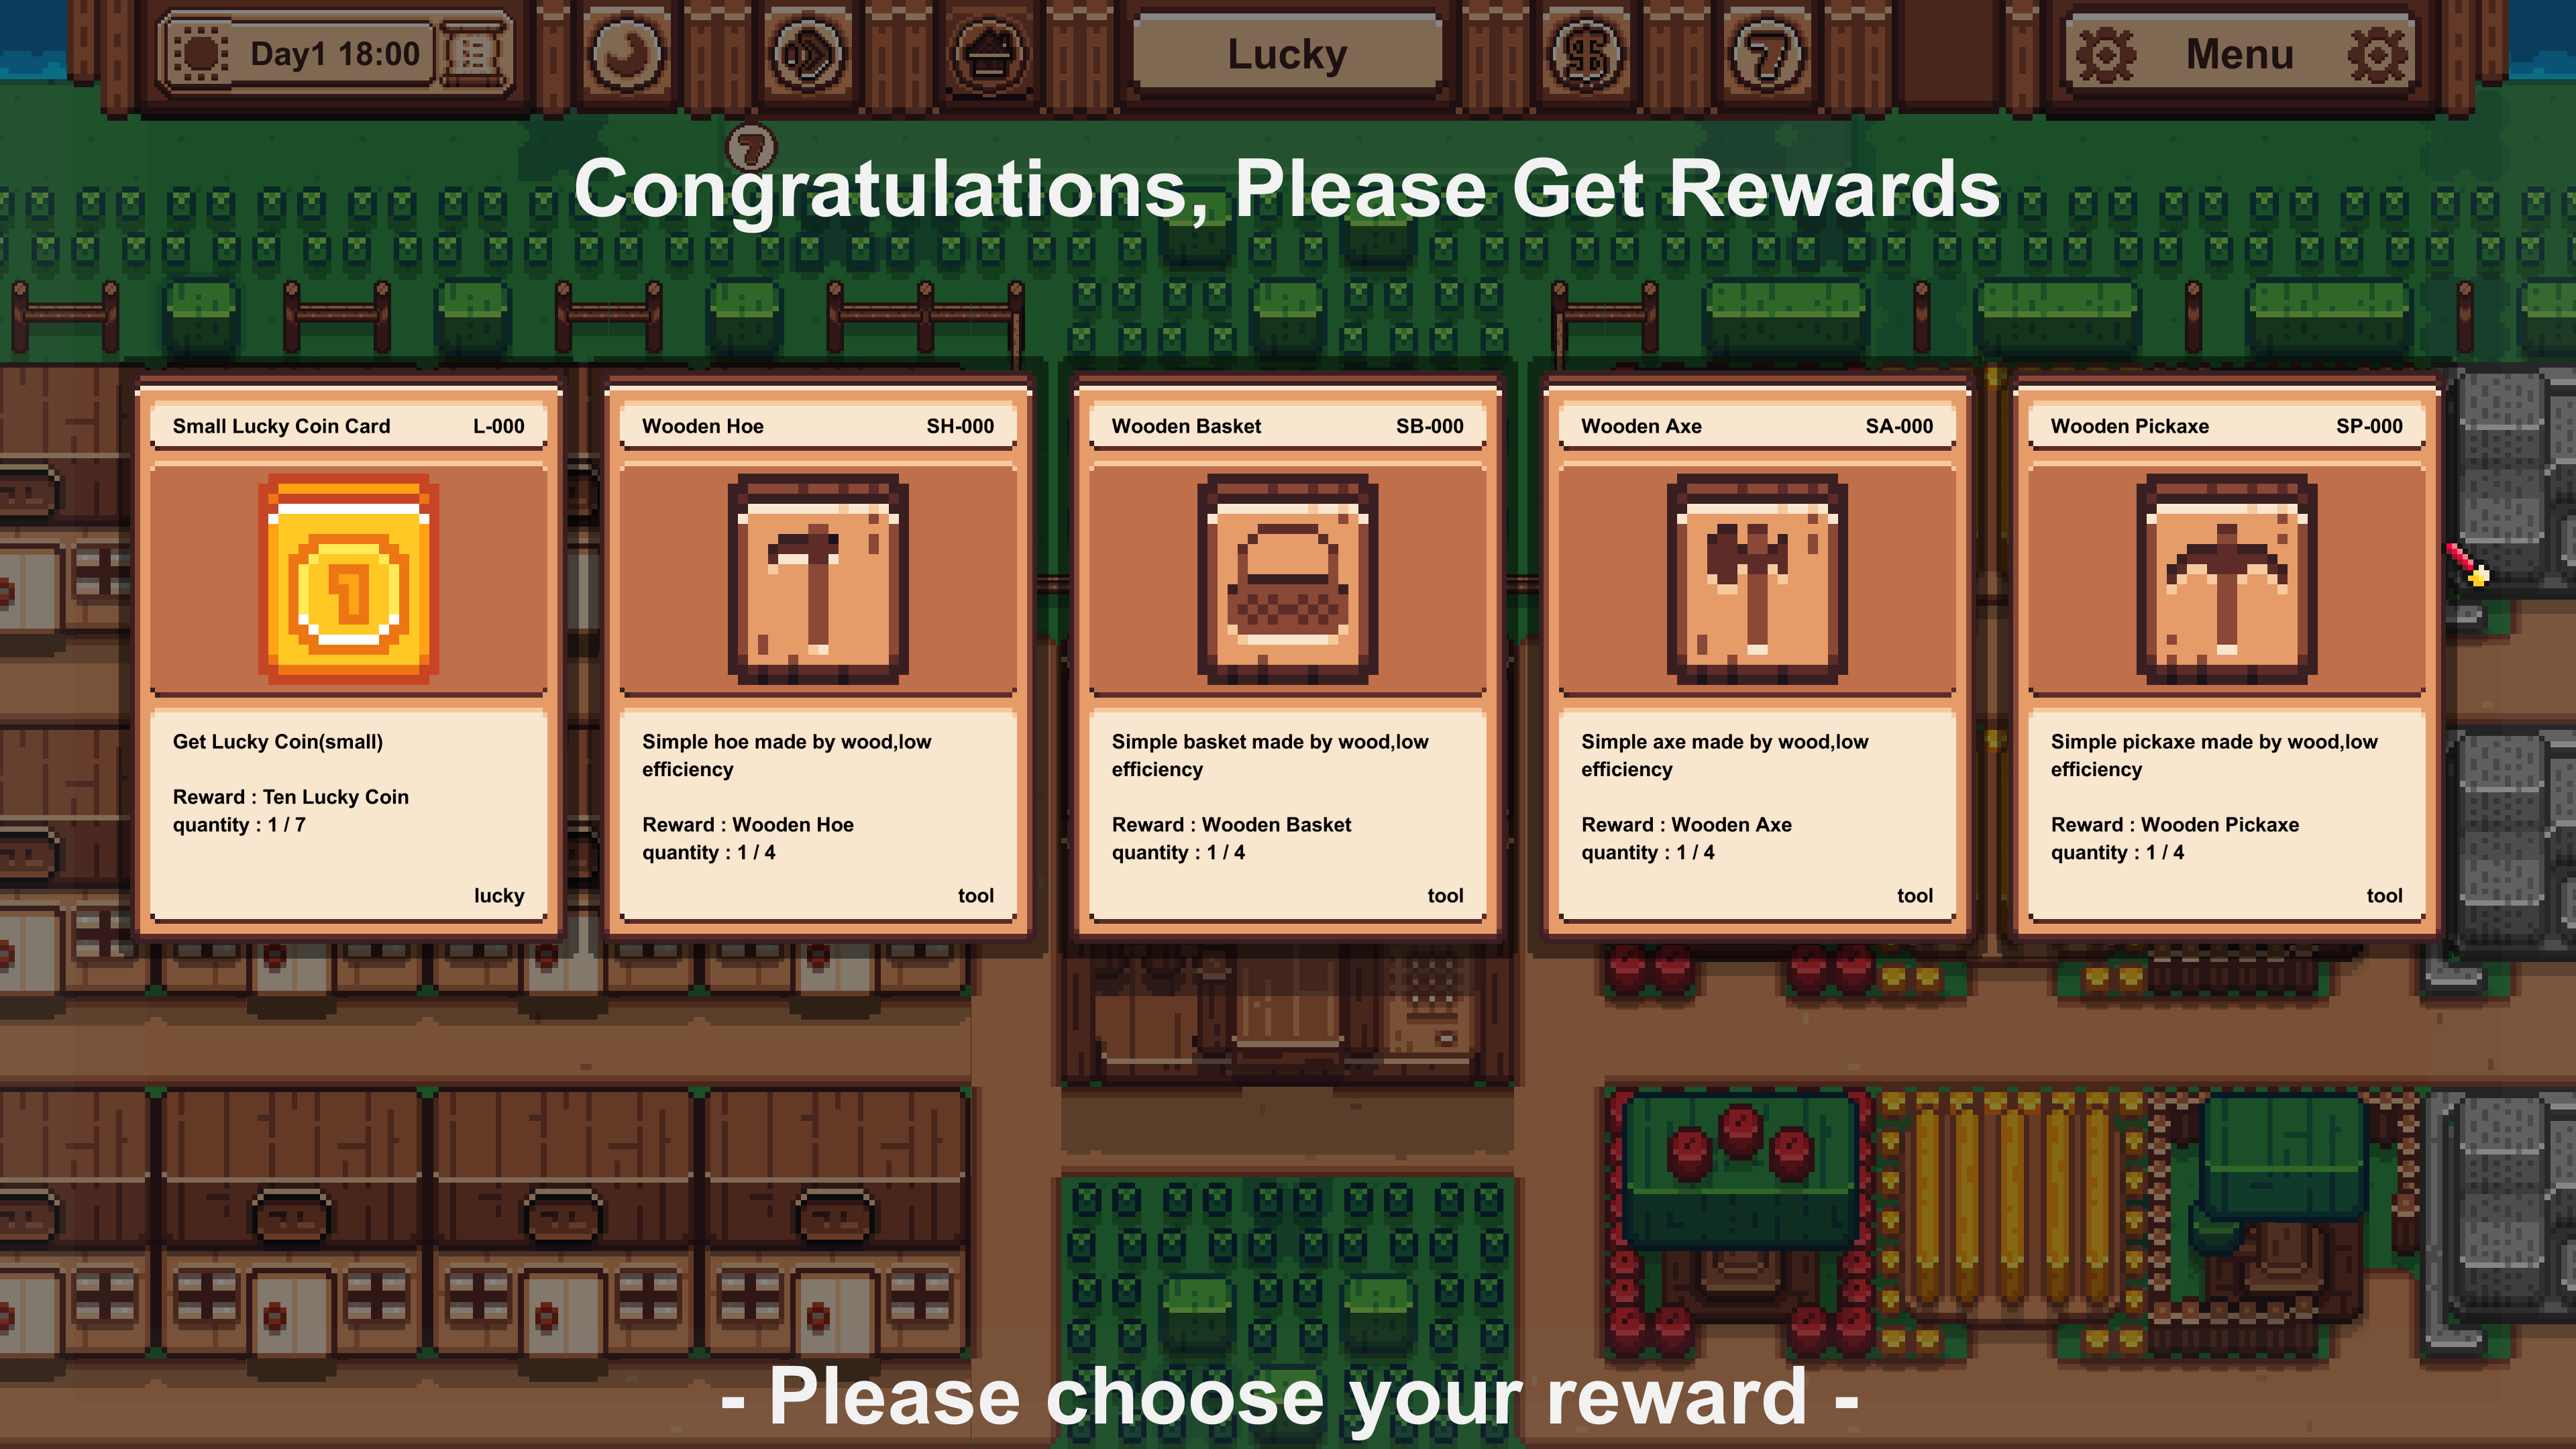 Day1 18:00
Lucky
$
7
Menu
7
Congratulations, Please Get Rewards
Small Lucky Coin Card L-000
1
Get Lucky Coin(small)
Reward : Ten Lucky Coin
quantity : 1 / 7
lucky
Wooden Hoe SH-000
Simple hoe made by wood,low
efficiency
Reward : Wooden Hoe
quantity : 1 / 4
tool
Wooden Basket SB-000
Simple basket made by wood,low
efficiency
Reward : Wooden Basket
quantity : 1 / 4
tool
Wooden Axe SA-000
Simple axe made by wood,low
efficiency
Reward : Wooden Axe
quantity : 1 / 4
tool
Wooden Pickaxe SP-000
Simple pickaxe made by wood,low
efficiency
Reward : Wooden Pickaxe
quantity : 1 / 4
tool
- Please choose your reward -